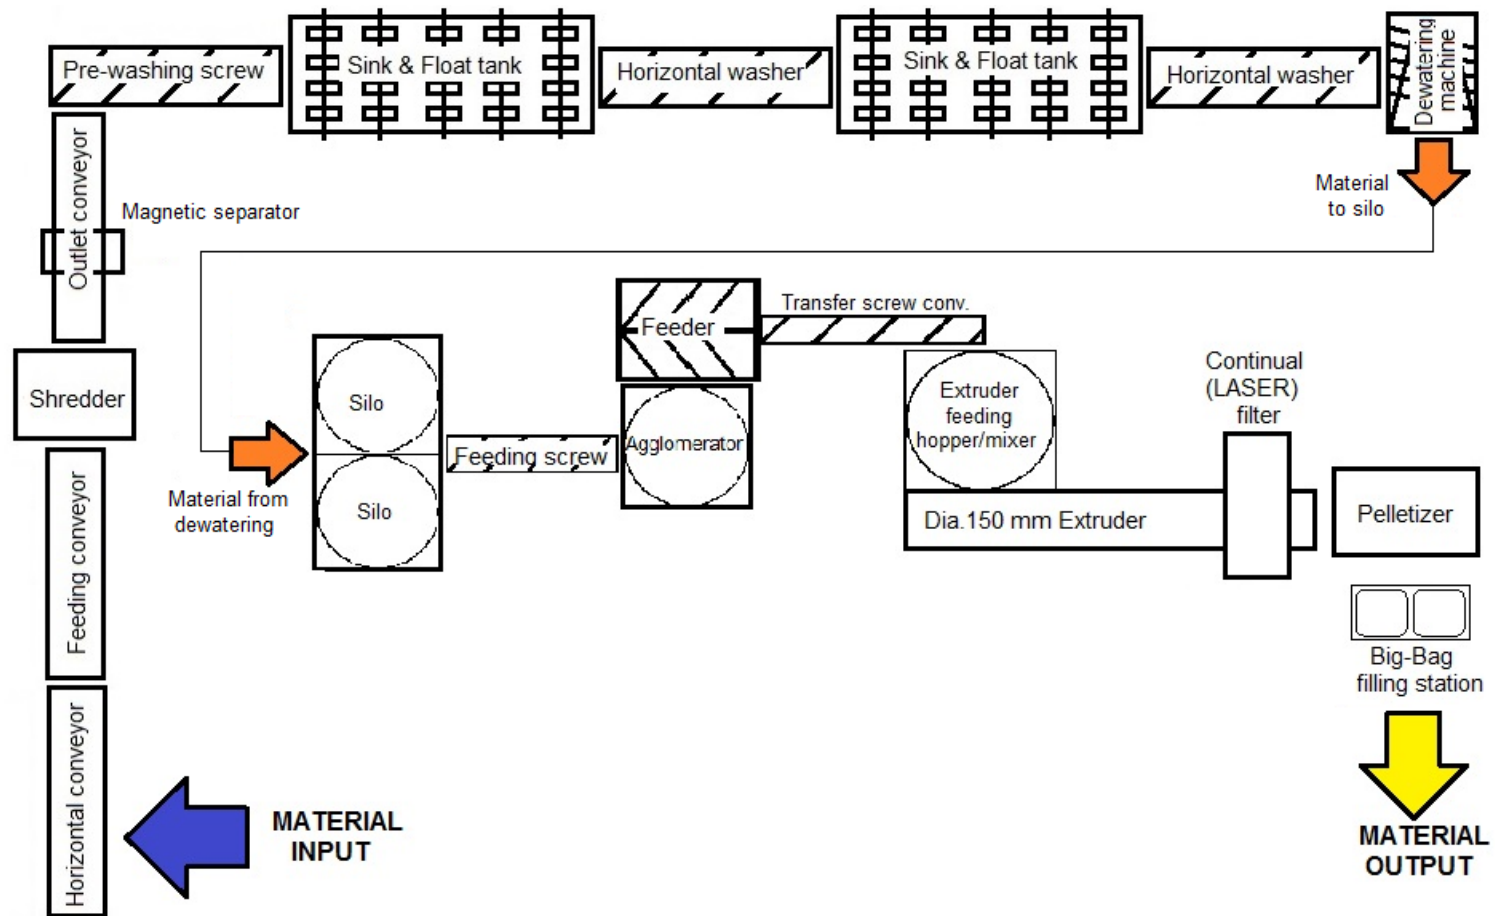 Pre-washing screw
Sink & Float tank
Horizontal washer
Sink & Float tank
Horizontal washer
Dewatering
machine
Material
to silo
Outlet conveyor
Magnetic separator
Shredder
Feeding conveyor
Horizontal conveyor
MATERIAL
INPUT
Material from
dewatering
Silo
Silo
Feeding screw
Feeder
Agglomerator
Transfer screw conv.
Extruder
feeding
hopper/mixer
Dia.150 mm Extruder
Continual
(LASER)
filter
Pelletizer
Big-Bag
filling station
MATERIAL
OUTPUT